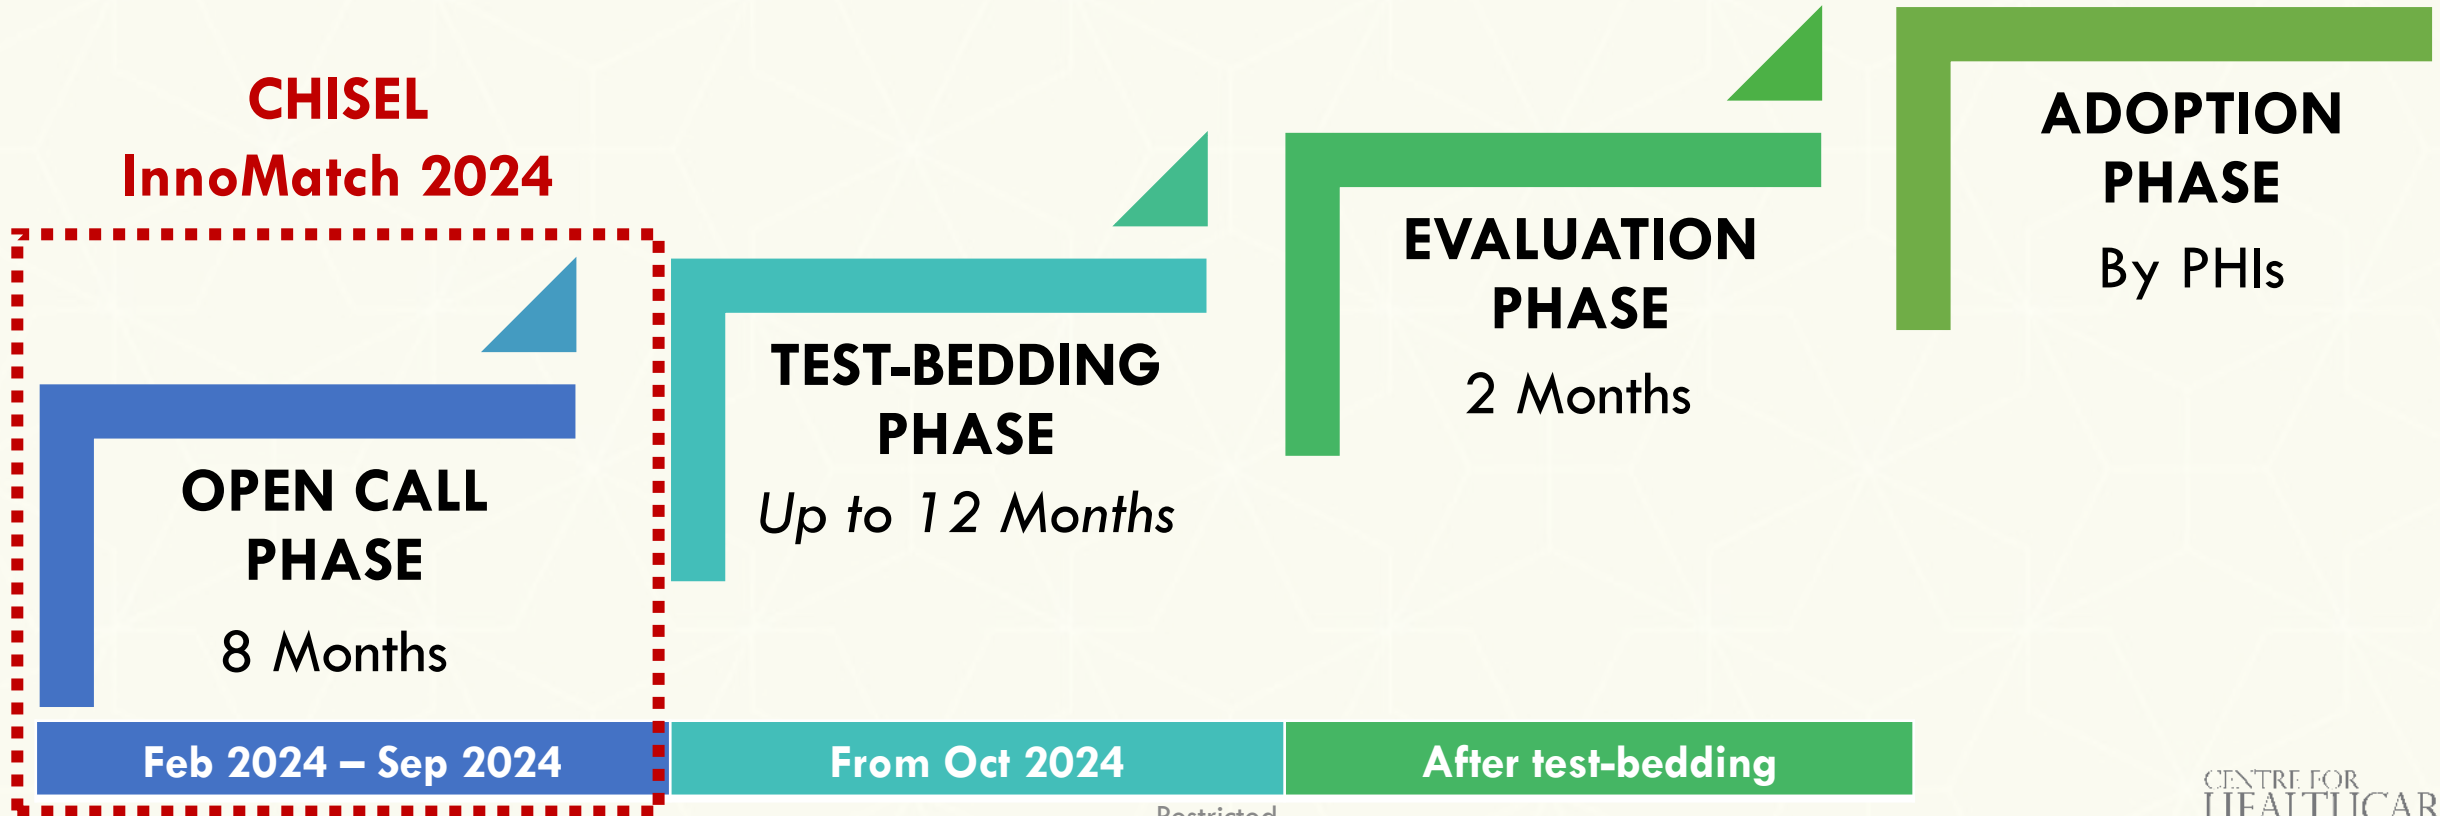 CHISEL
InnoMatch 2024
OPEN CALL
PHASE
8 Months
TEST-BEDDING
PHASE
Up to 12 Months
EVALUATION
PHASE
2 Months
ADOPTION
PHASE
By PHIs
Feb 2024 – Sep 2024
From Oct 2024
After test-bedding
Restricted
CENTRE FOR